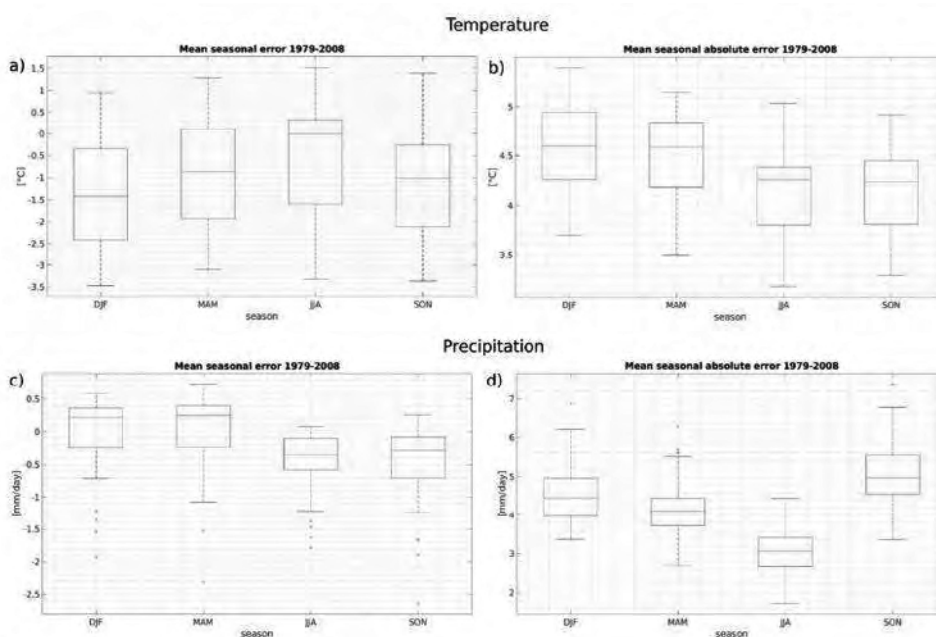 Temperature
Mean seasonal error 1979-2008
a)
1.5
1
0.5
0
-0.5
-1
-1.5
-2
-2.5
-3
-3.5
[°C]
DJF MAM JJA SON
season
Mean seasonal absolute error 1979-2008
b)
5
4.5
4
3.5
[°C]
DJF MAM JJA SON
season
Precipitation
Mean seasonal error 1979-2008
c)
0.5
0
-0.5
-1
-1.5
-2
-2.5
[mm/day]
DJF MAM JJA SON
season
Mean seasonal absolute error 1979-2008
d)
7
6
5
4
3
2
[mm/day]
DJF MAM JJA SON
season